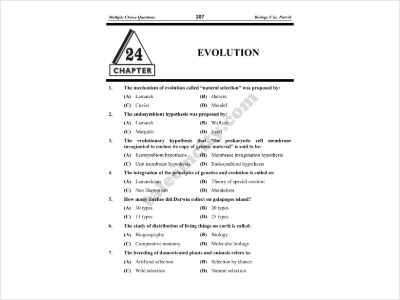 Multiple Choice Questions 207 Biology F.Sc. Part-II
24
CHAPTER
EVOLUTION
1. The mechanism of evolution called "natural selection" was proposed by:
(A) Lamarck (B) Darwin
(C) Cuvier (D) Mendel
2. The endosymbiont hypothesis was proposed by:
(A) Lamarck (B) Wallace
(C) Margulis (D) Lyell
3. The evolutionary hypothesis that "the prokaryotic cell membrane
invaginated to enclose its copy of genetic material" is said to be:
(A) Ecosymbiont hypothesis (B) Membrane invagination hypothesis
(C) Unit membrane hypothesis (D) Endosymbiont hypothesis
4. The integration of the principles of genetics and evolution is called as:
(A) Lamarckism (B) Theory of special creation
(C) Neo Darwinism (D) Mendelism
5. How many finches did Darwin collect on galapagos island?
(A) 30 types (B) 20 types
(C) 13 types (D) 25 types
6. The study of distribution of living things on earth is called:
(A) Biogeography (B) Biology
(C) Comparative anatomy (D) Molecular biology
7. The breeding of domesticated plants and animals refers to:
(A) Artificial selection (B) Selection by chance
(C) Wild selection (D) Natural selection